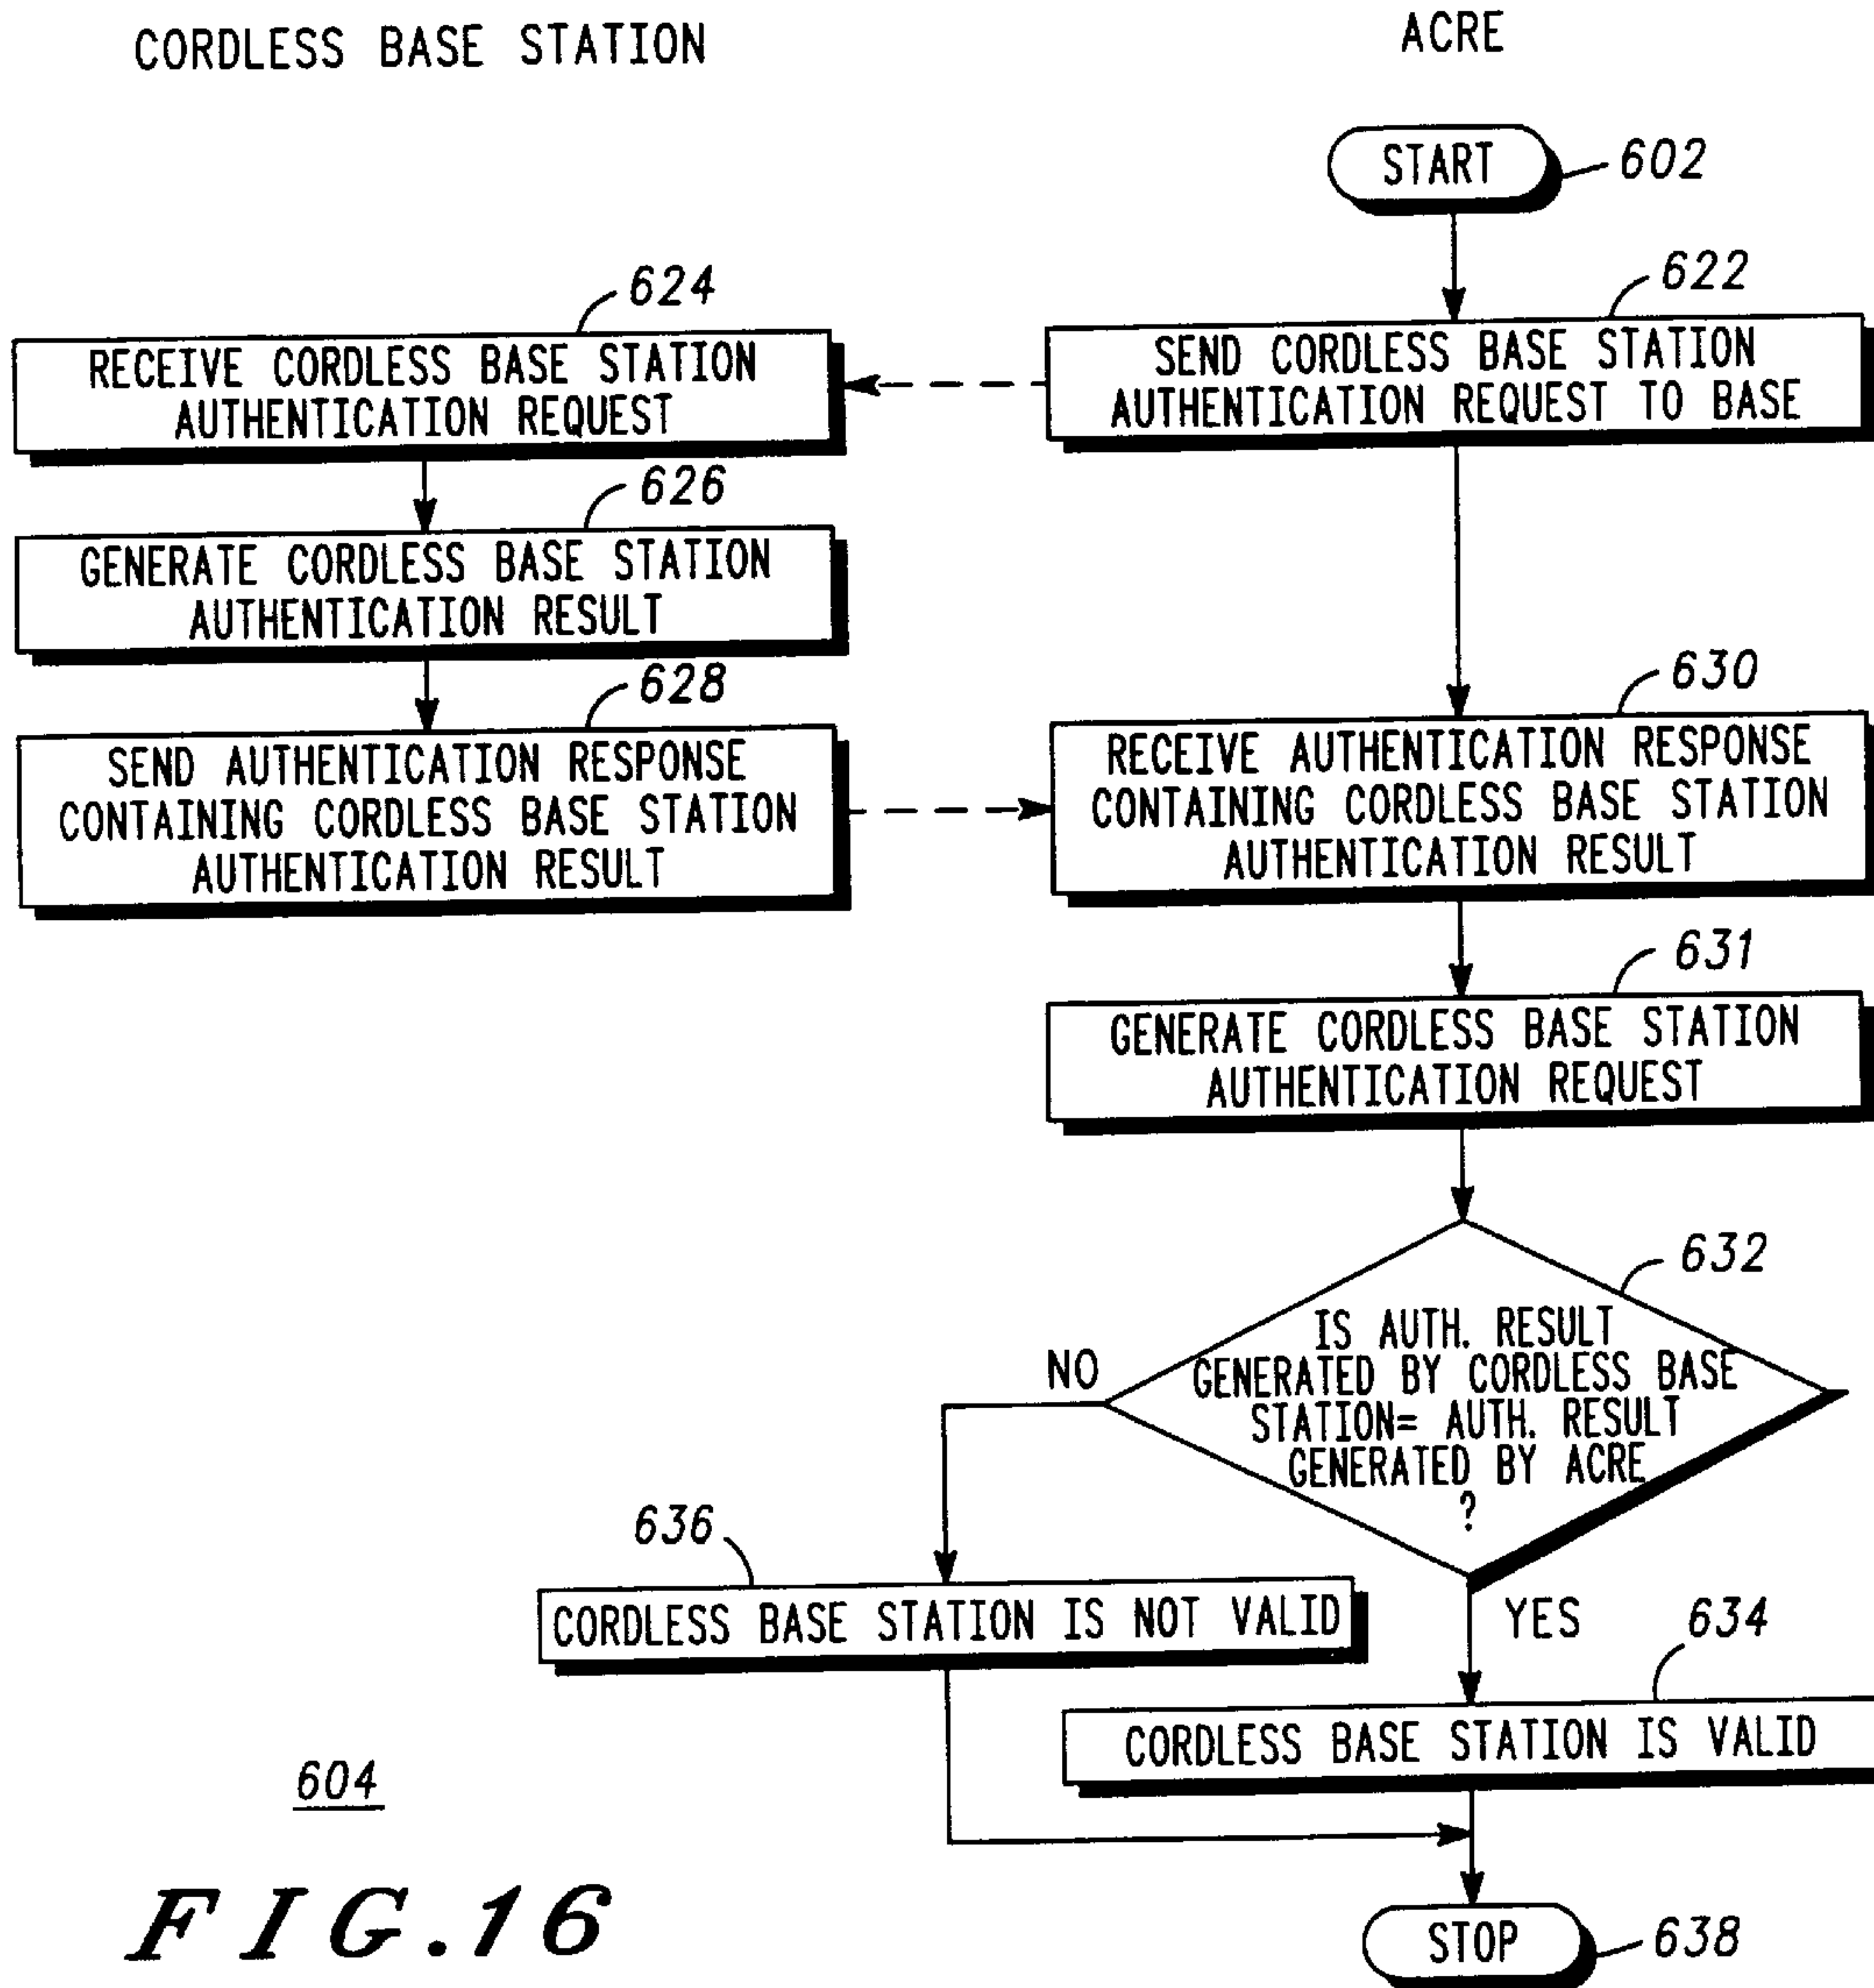 CORDLESS BASE STATION
ACRE
START
602
622
SEND CORDLESS BASE STATION
AUTHENTICATION REQUEST TO BASE
624
RECEIVE CORDLESS BASE STATION
AUTHENTICATION REQUEST
626
GENERATE CORDLESS BASE STATION
AUTHENTICATION RESULT
628
SEND AUTHENTICATION RESPONSE
CONTAINING CORDLESS BASE STATION
AUTHENTICATION RESULT
630
RECEIVE AUTHENTICATION RESPONSE
CONTAINING CORDLESS BASE STATION
AUTHENTICATION RESULT
631
GENERATE CORDLESS BASE STATION
AUTHENTICATION REQUEST
632
IS AUTH. RESULT
GENERATED BY CORDLESS BASE
STATION= AUTH. RESULT
GENERATED BY ACRE
?
NO
YES
636
CORDLESS BASE STATION IS NOT VALID
634
CORDLESS BASE STATION IS VALID
STOP
638
604
FIG.16